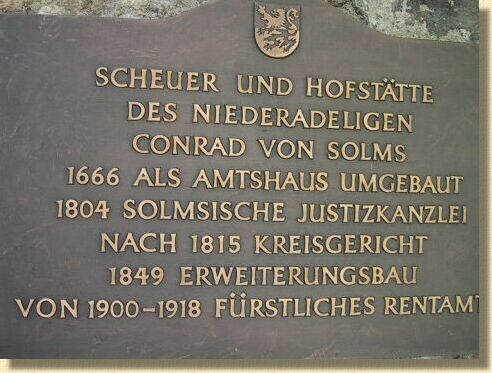 SCHEUER UND HOFSTÄTTE
DES NIEDERADELIGEN
CONRAD VON SOLMS
1666 ALS AMTSHAUS UMGEBAUT
1804 SOLMSISCHE JUSTIZKANZLEI
NACH 1815 KREISGERICHT
1849 ERWEITERUNGSBAU
VON 1900-1918 FÜRSTLICHES RENTAMT